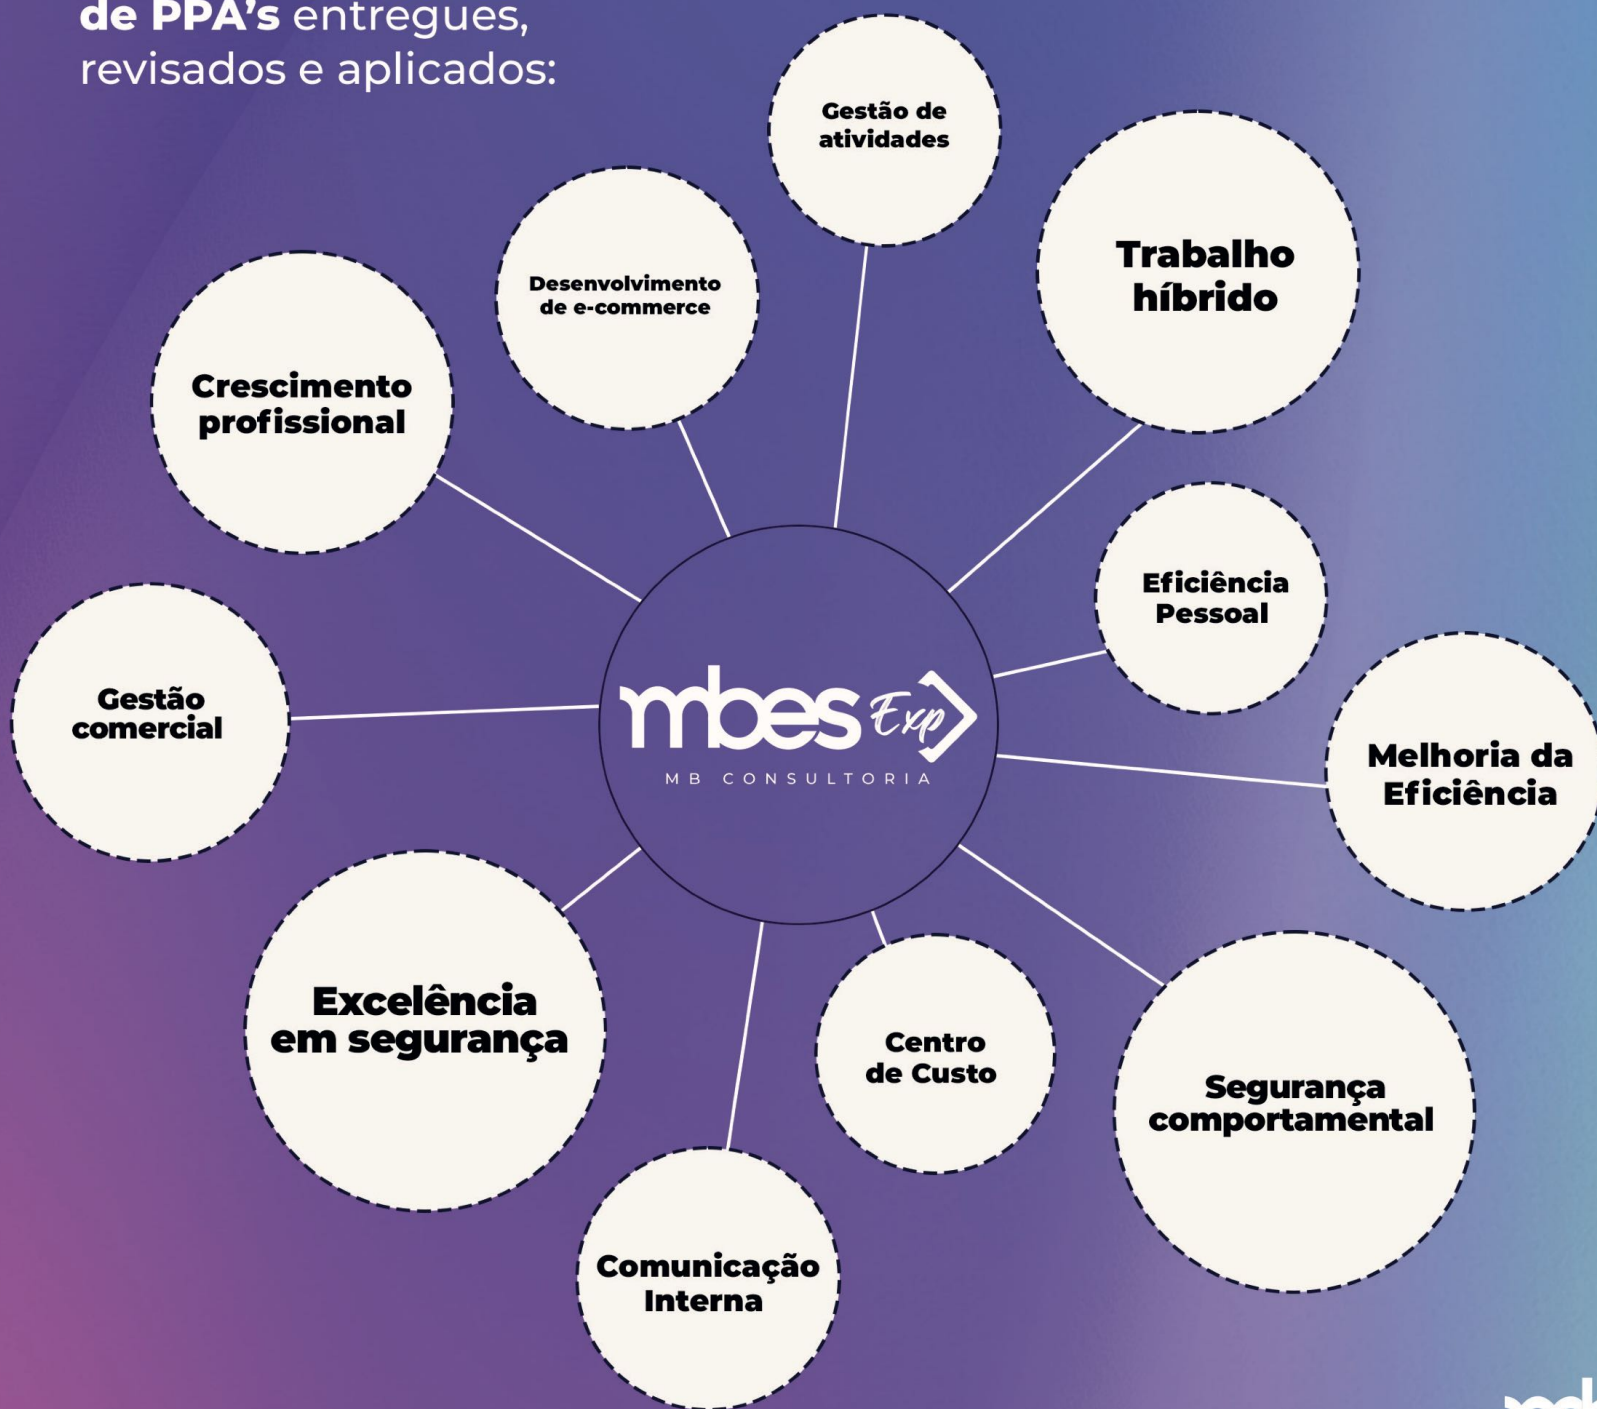 de PPA’s entregues,
revisados e aplicados:
Gestão de
atividades
Trabalho
híbrido
Desenvolvimento
de e-commerce
Crescimento
profissional
Eficiência
Pessoal
Gestão
comercial
mbes Exp
MB CONSULTORIA
Melhoria da
Eficiência
Excelência
em segurança
Centro
de Custo
Segurança
comportamental
Comunicação
Interna